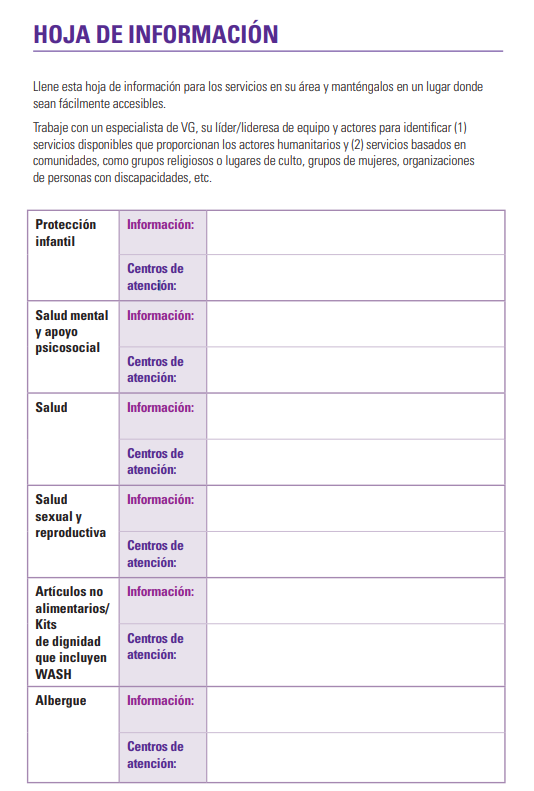 HOJA DE INFORMACIÓN
Llene esta hoja de información para los servicios en su área y manténgalos en un lugar donde
sean fácilmente accesibles.
Trabaje con un especialista de VG, su líder/lideresa de equipo y actores para identificar (1)
servicios disponibles que proporcionan los actores humanitarios y (2) servicios basados en
comunidades, como grupos religiosos o lugares de culto, grupos de mujeres, organizaciones
de personas con discapacidades, etc.
Protección
infantil
Información:
Centros de
atención:
Salud mental
y apoyo
psicosocial
Información:
Centros de
atención:
Salud
Información:
Centros de
atención:
Salud
sexual y
reproductiva
Información:
Centros de
atención:
Artículos no
alimentarios/
Kits
de dignidad
que incluyen
WASH
Información:
Centros de
atención:
Albergue
Información:
Centros de
atención: